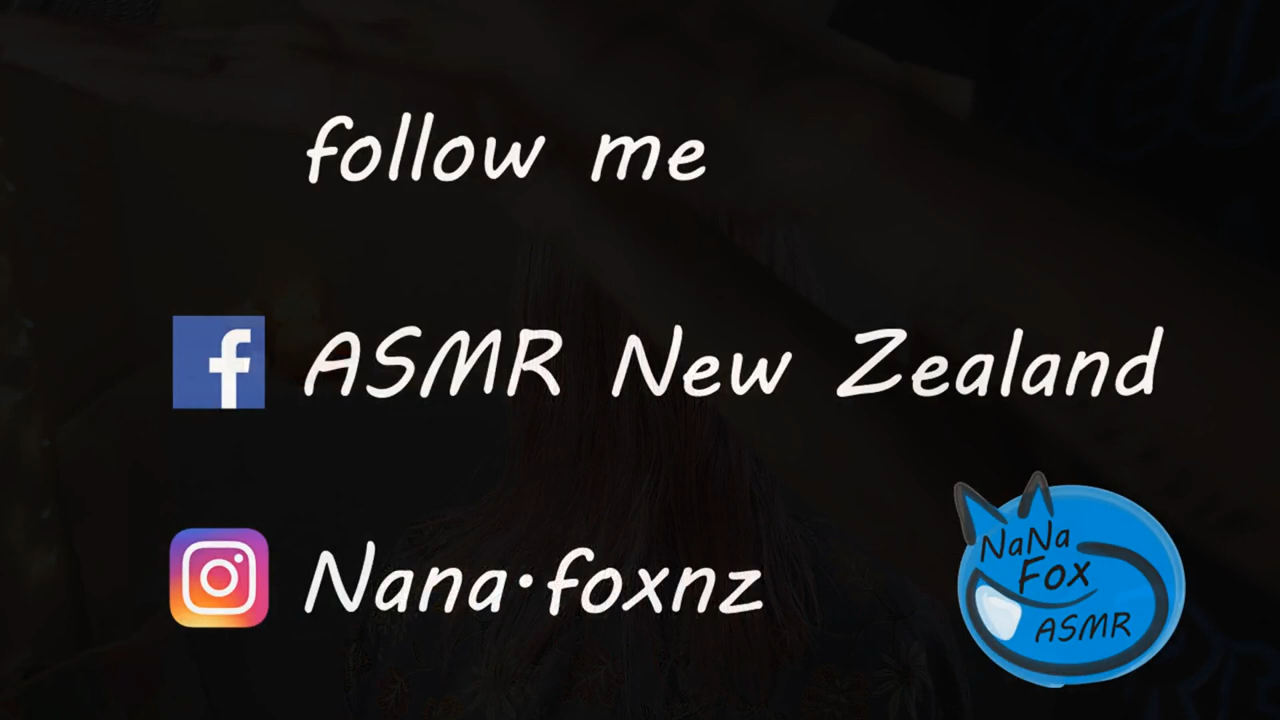 follow me
ASMR New Zealand
Nana·foxnz
NaNa
Fox
ASMR